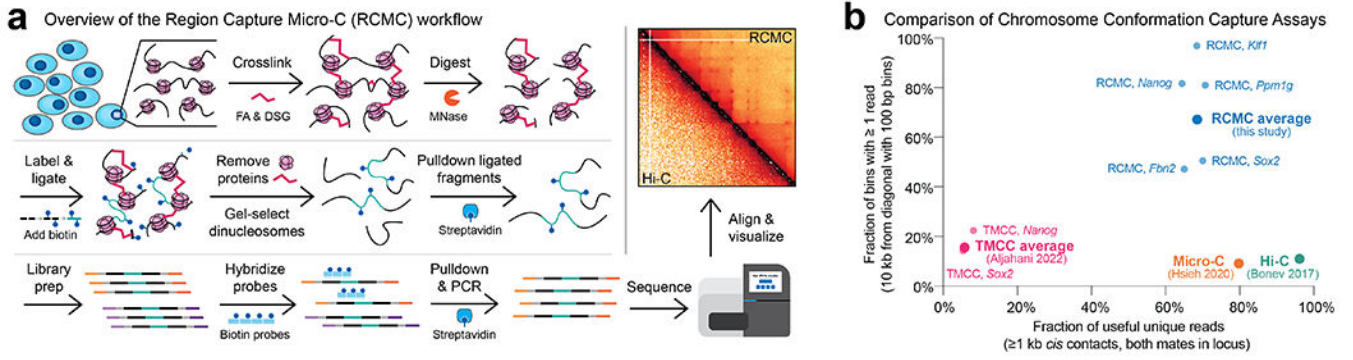 a Overview of the Region Capture Micro-C (RCMC) workflow
Crosslink
FA & DSG
Digest
MNase
Label &
ligate
Add biotin
Remove
proteins
Gel-select
dinucleosomes
Pulldown ligated
fragments
Streptavidin
Library
prep
Hybridize
probes
Biotin probes
Pulldown
& PCR
Streptavidin
Sequence
Align &
visualize
RCMC
Hi-C
b Comparison of Chromosome Conformation Capture Assays
Fraction of bins with ≥ 1 read
(10 kb from diagonal with 100 bp bins)
100%
80%
60%
40%
20%
0%
RCMC, Klf1
RCMC, Nanog
RCMC, Ppm1g
RCMC average
(this study)
RCMC, Fbn2
RCMC, Sox2
TMCC, Nanog
TMCC average
(Aljahani 2022)
TMCC, Sox2
Micro-C
(Hsieh 2020)
Hi-C
(Bonev 2017)
0%
20%
40%
60%
80%
100%
Fraction of useful unique reads
(≥1 kb cis contacts, both mates in locus)